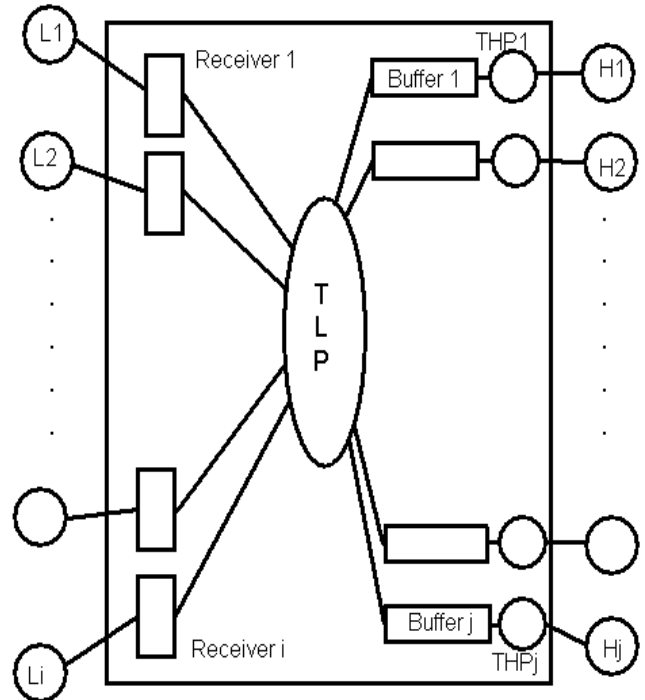 L1
Receiver 1
THP1
Buffer 1
H1
L2
H2
T
L
P
Buffer j
Receiver i
THPj
Hj
Li